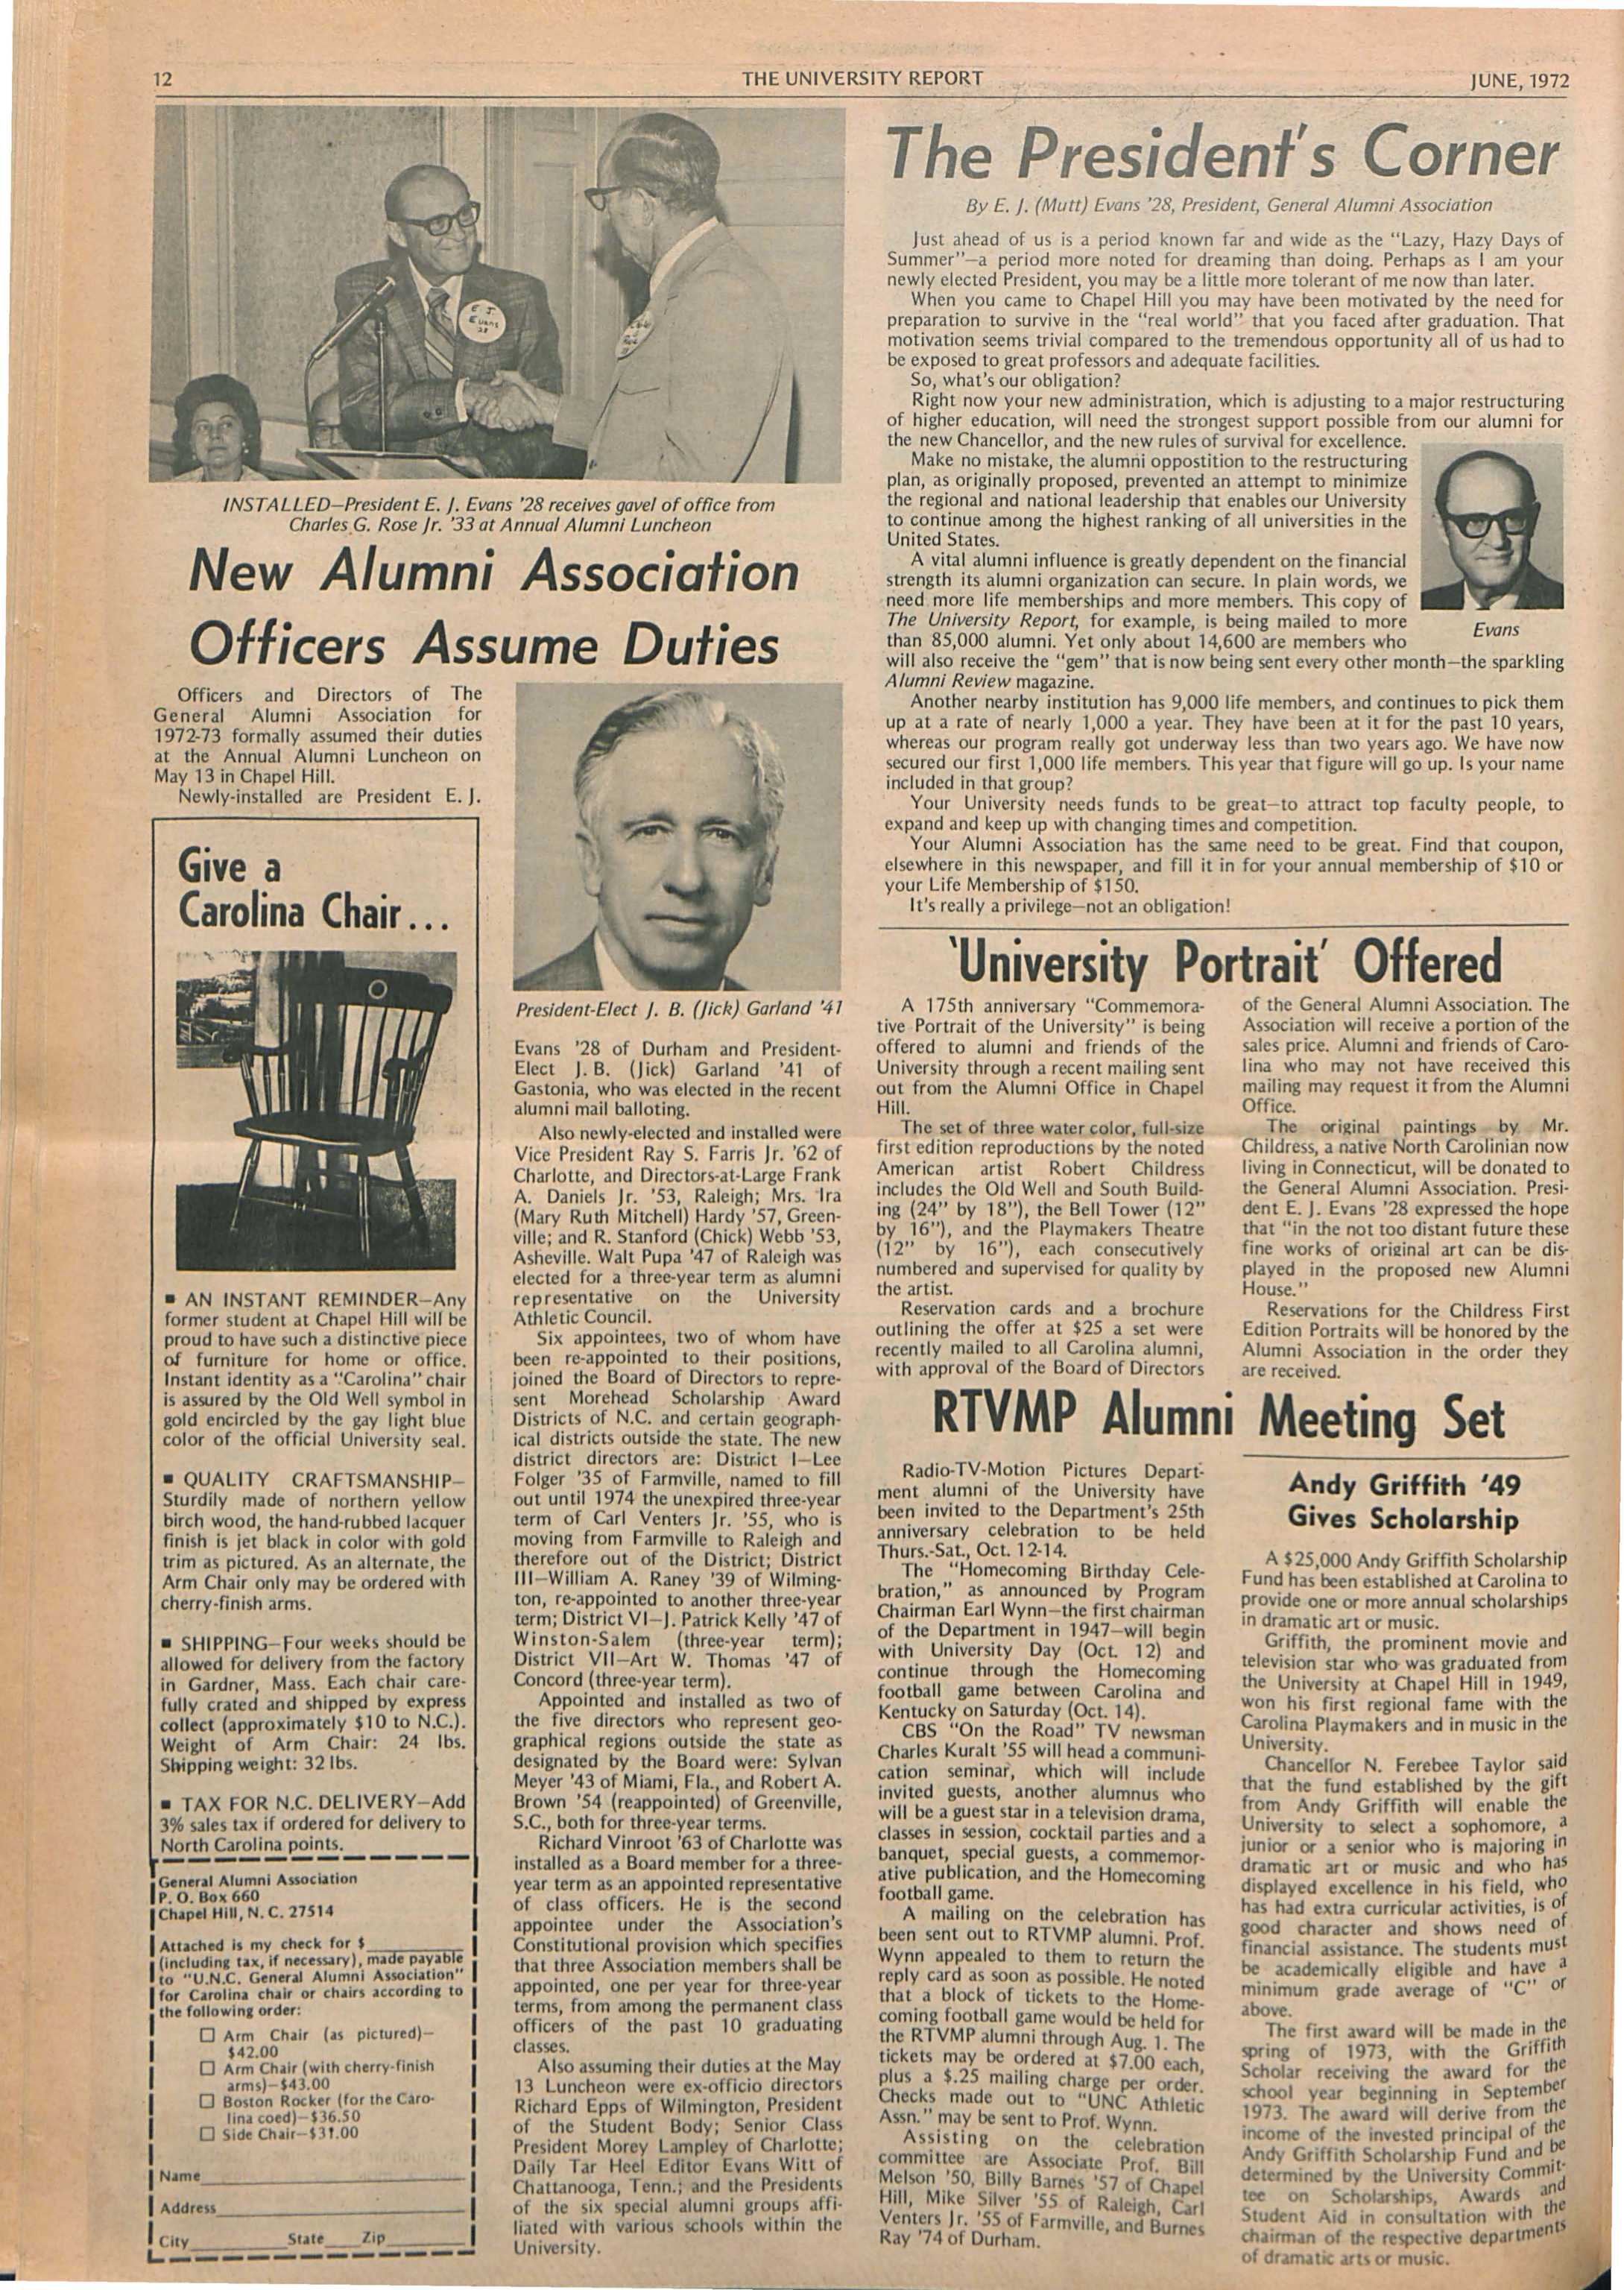 12
THE UNIVERSITY REPORT
JUNE, 1972
INSTALLED—President E. J. Evans '28 receives gavel of office from
Charles G. Rose Jr. '33 at Annual Alumni Luncheon
New Alumni Association
Officers Assume Duties
Officers and Directors of The
General Alumni Association for
1972-73 formally assumed their duties
at the Annual Alumni Luncheon on
May 13 in Chapel Hill.
Newly-installed are President E. J.
President-Elect J. B. (Jick) Garland '41
Evans '28 of Durham and President-
Elect J. B. (Jick) Garland '41 of
Gastonia, who was elected in the recent
alumni mail balloting.
Also newly-elected and installed were
Vice President Ray S. Farris Jr. '62 of
Charlotte, and Directors-at-Large Frank
A. Daniels Jr. '53, Raleigh; Mrs. Ira
(Mary Ruth Mitchell) Hardy '57, Green-
ville; and R. Stanford (Chick) Webb '53,
Asheville. Walt Pupa '47 of Raleigh was
elected for a three-year term as alumni
representative on the University
Athletic Council.
Six appointees, two of whom have
been re-appointed to their positions,
joined the Board of Directors to repre-
sent Morehead Scholarship Award
Districts of N.C. and certain geograph-
ical districts outside the state. The new
district directors are: District I—Lee
Folger '35 of Farmville, named to fill
out until 1974 the unexpired three-year
term of Carl Venters Jr. '55, who is
moving from Farmville to Raleigh and
therefore out of the District; District
III—William A. Raney '39 of Wilming-
ton, re-appointed to another three-year
term; District VI—J. Patrick Kelly '47 of
Winston-Salem (three-year term);
District VII—Art W. Thomas '47 of
Concord (three-year term).
Appointed and installed as two of
the five directors who represent geo-
graphical regions outside the state as
designated by the Board were: Sylvan
Meyer '43 of Miami, Fla., and Robert A.
Brown '54 (reappointed) of Greenville,
S.C., both for three-year terms.
Richard Vinroot '63 of Charlotte was
installed as a Board member for a three-
year term as an appointed representative
of class officers. He is the second
appointee under the Association's
Constitutional provision which specifies
that three Association members shall be
appointed, one per year for three-year
terms, from among the permanent class
officers of the past 10 graduating
classes.
Also assuming their duties at the May
13 Luncheon were ex-officio directors
Richard Epps of Wilmington, President
of the Student Body; Senior Class
President Morey Lampley of Charlotte;
Daily Tar Heel Editor Evans Witt of
Chattanooga, Tenn.; and the Presidents
of the six special alumni groups affi-
liated with various schools within the
University.
Give a
Carolina Chair...
■ AN INSTANT REMINDER—Any
former student at Chapel Hill will be
proud to have such a distinctive piece
of furniture for home or office.
Instant identity as a "Carolina" chair
is assured by the Old Well symbol in
gold encircled by the gay light blue
color of the official University seal.
■ QUALITY CRAFTSMANSHIP—
Sturdily made of northern yellow
birch wood, the hand-rubbed lacquer
finish is jet black in color with gold
trim as pictured. As an alternate, the
Arm Chair only may be ordered with
cherry-finish arms.
■ SHIPPING—Four weeks should be
allowed for delivery from the factory
in Gardner, Mass. Each chair care-
fully crated and shipped by express
collect (approximately $10 to N.C.).
Weight of Arm Chair: 24 lbs.
Shipping weight: 32 lbs.
■ TAX FOR N.C. DELIVERY—Add
3% sales tax if ordered for delivery to
North Carolina points.
General Alumni Association
P. O. Box 660
Chapel Hill, N. C. 27514
Attached is my check for $________
(including tax, if necessary), made payable
to "U.N.C. General Alumni Association"
for Carolina chair or chairs according to
the following order:
☐ Arm Chair (as pictured)—
$42.00
☐ Arm Chair (with cherry-finish
arms)—$43.00
☐ Boston Rocker (for the Caro-
lina coed)—$36.50
☐ Side Chair—$31.00
Name
Address
City State Zip
The President's Corner
By E. J. (Mutt) Evans '28, President, General Alumni Association
Just ahead of us is a period known far and wide as the "Lazy, Hazy Days of
Summer"—a period more noted for dreaming than doing. Perhaps as I am your
newly elected President, you may be a little more tolerant of me now than later.
When you came to Chapel Hill you may have been motivated by the need for
preparation to survive in the "real world" that you faced after graduation. That
motivation seems trivial compared to the tremendous opportunity all of us had to
be exposed to great professors and adequate facilities.
So, what's our obligation?
Right now your new administration, which is adjusting to a major restructuring
of higher education, will need the strongest support possible from our alumni for
the new Chancellor, and the new rules of survival for excellence.
Make no mistake, the alumni oppostition to the restructuring
plan, as originally proposed, prevented an attempt to minimize
the regional and national leadership that enables our University
to continue among the highest ranking of all universities in the
United States.
A vital alumni influence is greatly dependent on the financial
strength its alumni organization can secure. In plain words, we
need more life memberships and more members. This copy of
The University Report, for example, is being mailed to more
than 85,000 alumni. Yet only about 14,600 are members who
will also receive the "gem" that is now being sent every other month—the sparkling
Alumni Review magazine.
Evans
Another nearby institution has 9,000 life members, and continues to pick them
up at a rate of nearly 1,000 a year. They have been at it for the past 10 years,
whereas our program really got underway less than two years ago. We have now
secured our first 1,000 life members. This year that figure will go up. Is your name
included in that group?
Your University needs funds to be great—to attract top faculty people, to
expand and keep up with changing times and competition.
Your Alumni Association has the same need to be great. Find that coupon,
elsewhere in this newspaper, and fill it in for your annual membership of $10 or
your Life Membership of $150.
It's really a privilege—not an obligation!
'University Portrait' Offered
A 175th anniversary "Commemora-
tive Portrait of the University" is being
offered to alumni and friends of the
University through a recent mailing sent
out from the Alumni Office in Chapel
Hill.
The set of three water color, full-size
first edition reproductions by the noted
American artist Robert Childress
includes the Old Well and South Build-
ing (24" by 18"), the Bell Tower (12"
by 16"), and the Playmakers Theatre
(12" by 16"), each consecutively
numbered and supervised for quality by
the artist.
Reservation cards and a brochure
outlining the offer at $25 a set were
recently mailed to all Carolina alumni,
with approval of the Board of Directors
of the General Alumni Association. The
Association will receive a portion of the
sales price. Alumni and friends of Caro-
lina who may not have received this
mailing may request it from the Alumni
Office.
The original paintings by Mr.
Childress, a native North Carolinian now
living in Connecticut, will be donated to
the General Alumni Association. Presi-
dent E. J. Evans '28 expressed the hope
that "in the not too distant future these
fine works of original art can be dis-
played in the proposed new Alumni
House."
Reservations for the Childress First
Edition Portraits will be honored by the
Alumni Association in the order they
are received.
RTVMP Alumni Meeting Set
Radio-TV-Motion Pictures Depart-
ment alumni of the University have
been invited to the Department's 25th
anniversary celebration to be held
Thurs.-Sat., Oct. 12-14.
The "Homecoming Birthday Cele-
bration," as announced by Program
Chairman Earl Wynn—the first chairman
of the Department in 1947—will begin
with University Day (Oct. 12) and
continue through the Homecoming
football game between Carolina and
Kentucky on Saturday (Oct. 14).
CBS "On the Road" TV newsman
Charles Kuralt '55 will head a communi-
cation seminar, which will include
invited guests, another alumnus who
will be a guest star in a television drama,
classes in session, cocktail parties and a
banquet, special guests, a commemor-
ative publication, and the Homecoming
football game.
A mailing on the celebration has
been sent out to RTVMP alumni. Prof.
Wynn appealed to them to return the
reply card as soon as possible. He noted
that a block of tickets to the Home-
coming football game would be held for
the RTVMP alumni through Aug. 1. The
tickets may be ordered at $7.00 each,
plus a $.25 mailing charge per order.
Checks made out to "UNC Athletic
Assn." may be sent to Prof. Wynn.
Assisting on the celebration
committee are Associate Prof. Bill
Melson '50, Billy Barnes '57 of Chapel
Hill, Mike Silver '55 of Raleigh, Carl
Venters Jr. '55 of Farmville, and Burnes
Ray '74 of Durham.
Andy Griffith '49
Gives Scholarship
A $25,000 Andy Griffith Scholarship
Fund has been established at Carolina to
provide one or more annual scholarships
in dramatic art or music.
Griffith, the prominent movie and
television star who was graduated from
the University at Chapel Hill in 1949,
won his first regional fame with the
Carolina Playmakers and in music in the
University.
Chancellor N. Ferebee Taylor said
that the fund established by the gift
from Andy Griffith will enable the
University to select a sophomore, a
junior or a senior who is majoring in
dramatic art or music and who has
displayed excellence in his field, who
has had extra curricular activities, is of
good character and shows need of
financial assistance. The students must
be academically eligible and have a
minimum grade average of "C" or
above.
The first award will be made in the
spring of 1973, with the Griffith
Scholar receiving the award for the
school year beginning in September
1973. The award will derive from the
income of the invested principal of the
Andy Griffith Scholarship Fund and be
determined by the University Commit-
tee on Scholarships, Awards and
Student Aid in consultation with the
chairman of the respective departments
of dramatic arts or music.
E. J.
Evans
28